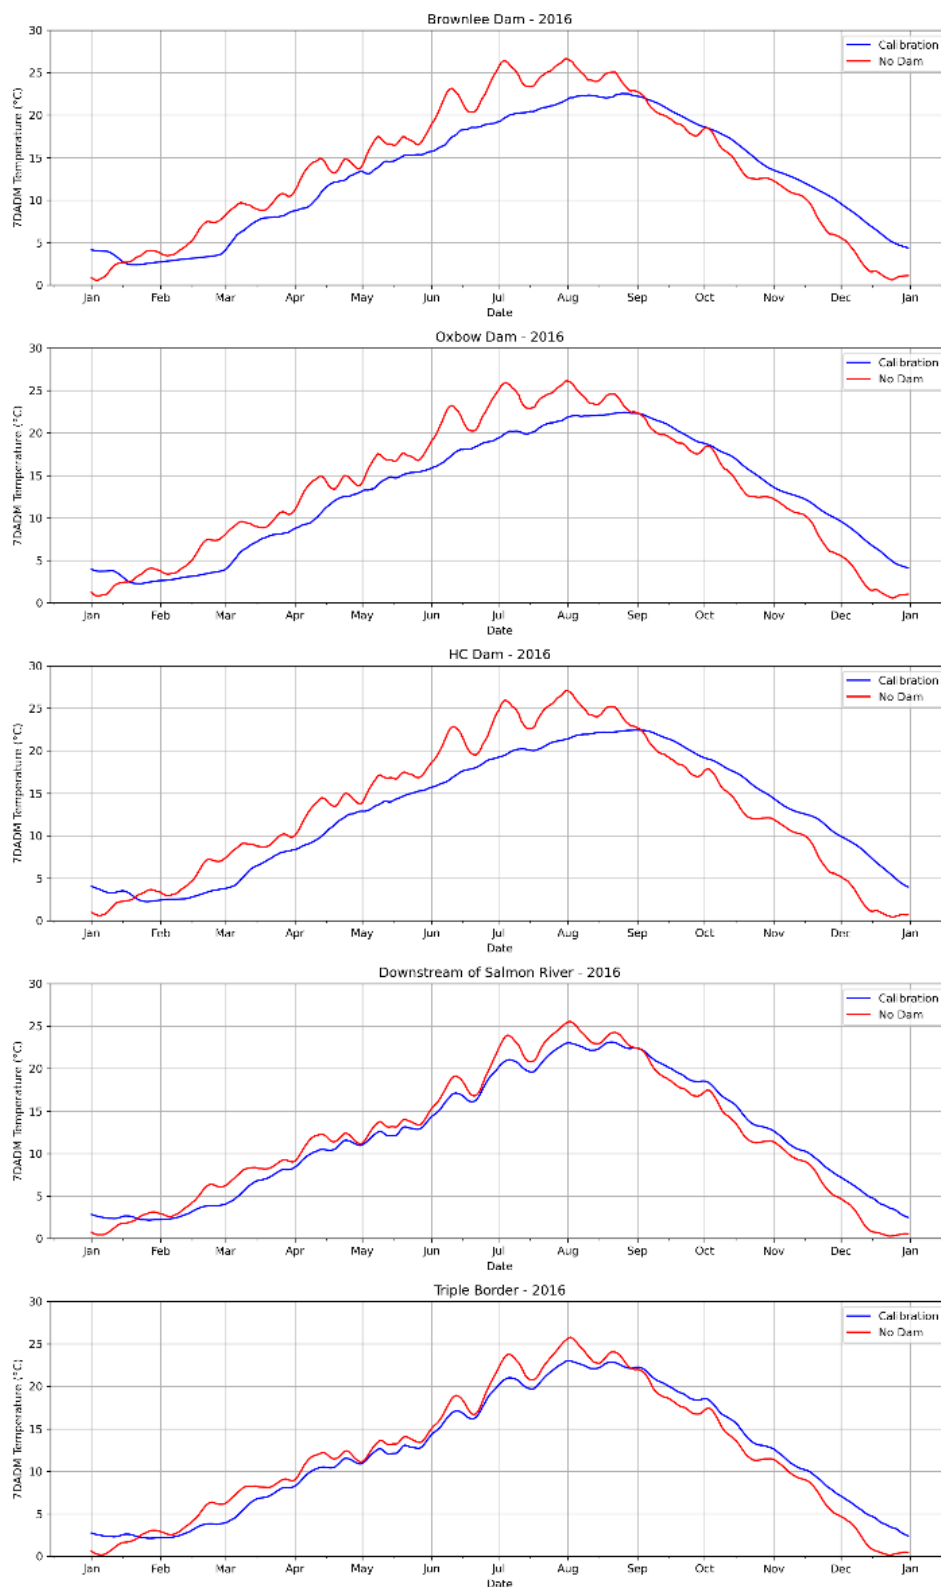 Brownlee Dam - 2016
30
25
20
15
10
5
0
7DADM Temperature (°C)
Calibration
No Dam
Jan Feb Mar Apr May Jun Jul Aug Sep Oct Nov Dec Jan
Date
Oxbow Dam - 2016
30
25
20
15
10
5
0
7DADM Temperature (°C)
Calibration
No Dam
Jan Feb Mar Apr May Jun Jul Aug Sep Oct Nov Dec Jan
Date
HC Dam - 2016
30
25
20
15
10
5
0
7DADM Temperature (°C)
Calibration
No Dam
Jan Feb Mar Apr May Jun Jul Aug Sep Oct Nov Dec Jan
Date
Downstream of Salmon River - 2016
30
25
20
15
10
5
0
7DADM Temperature (°C)
Calibration
No Dam
Jan Feb Mar Apr May Jun Jul Aug Sep Oct Nov Dec Jan
Date
Triple Border - 2016
30
25
20
15
10
5
0
7DADM Temperature (°C)
Calibration
No Dam
Jan Feb Mar Apr May Jun Jul Aug Sep Oct Nov Dec Jan
Date